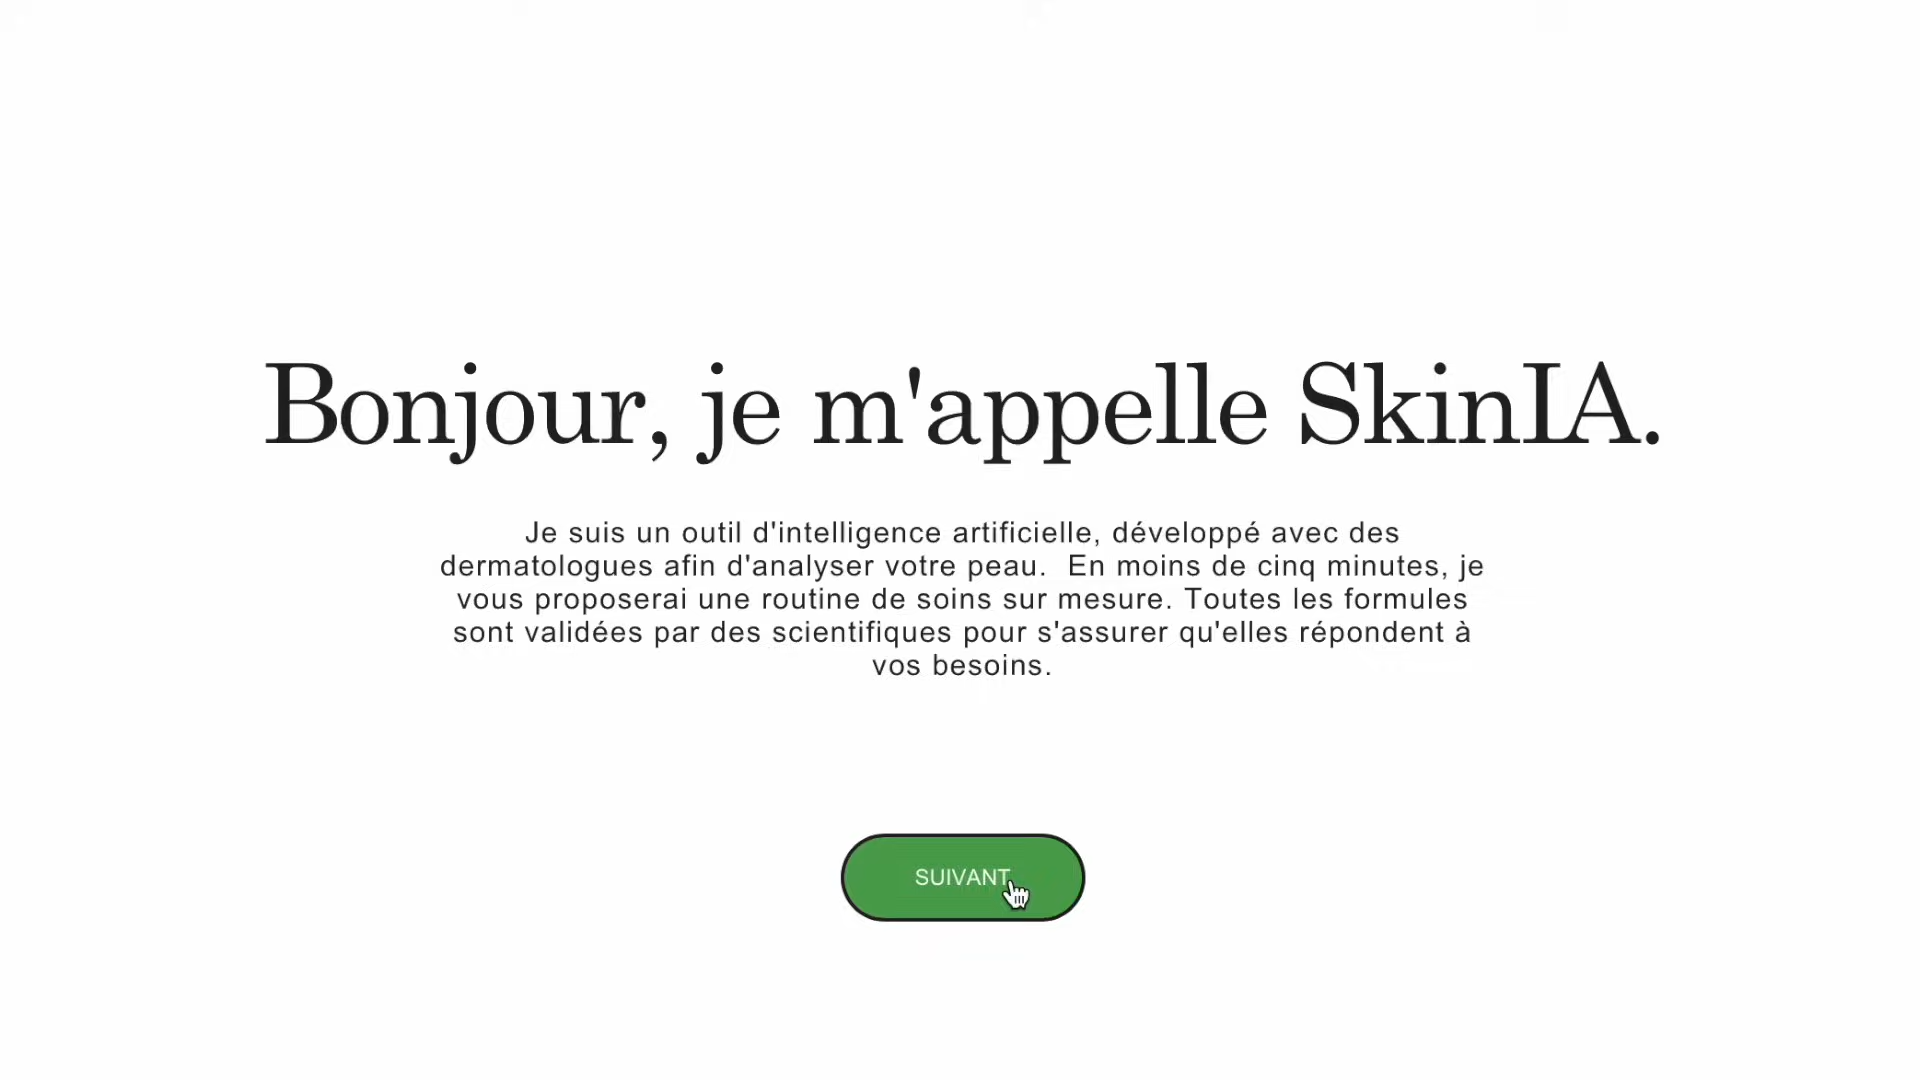 Bonjour, je m'appelle SkinIA.
Je suis un outil d'intelligence artificielle, développé avec des
dermatologues afin d'analyser votre peau.  En moins de cinq minutes, je
vous proposerai une routine de soins sur mesure. Toutes les formules
sont validées par des scientifiques pour s'assurer qu'elles répondent à
vos besoins.
SUIVANT